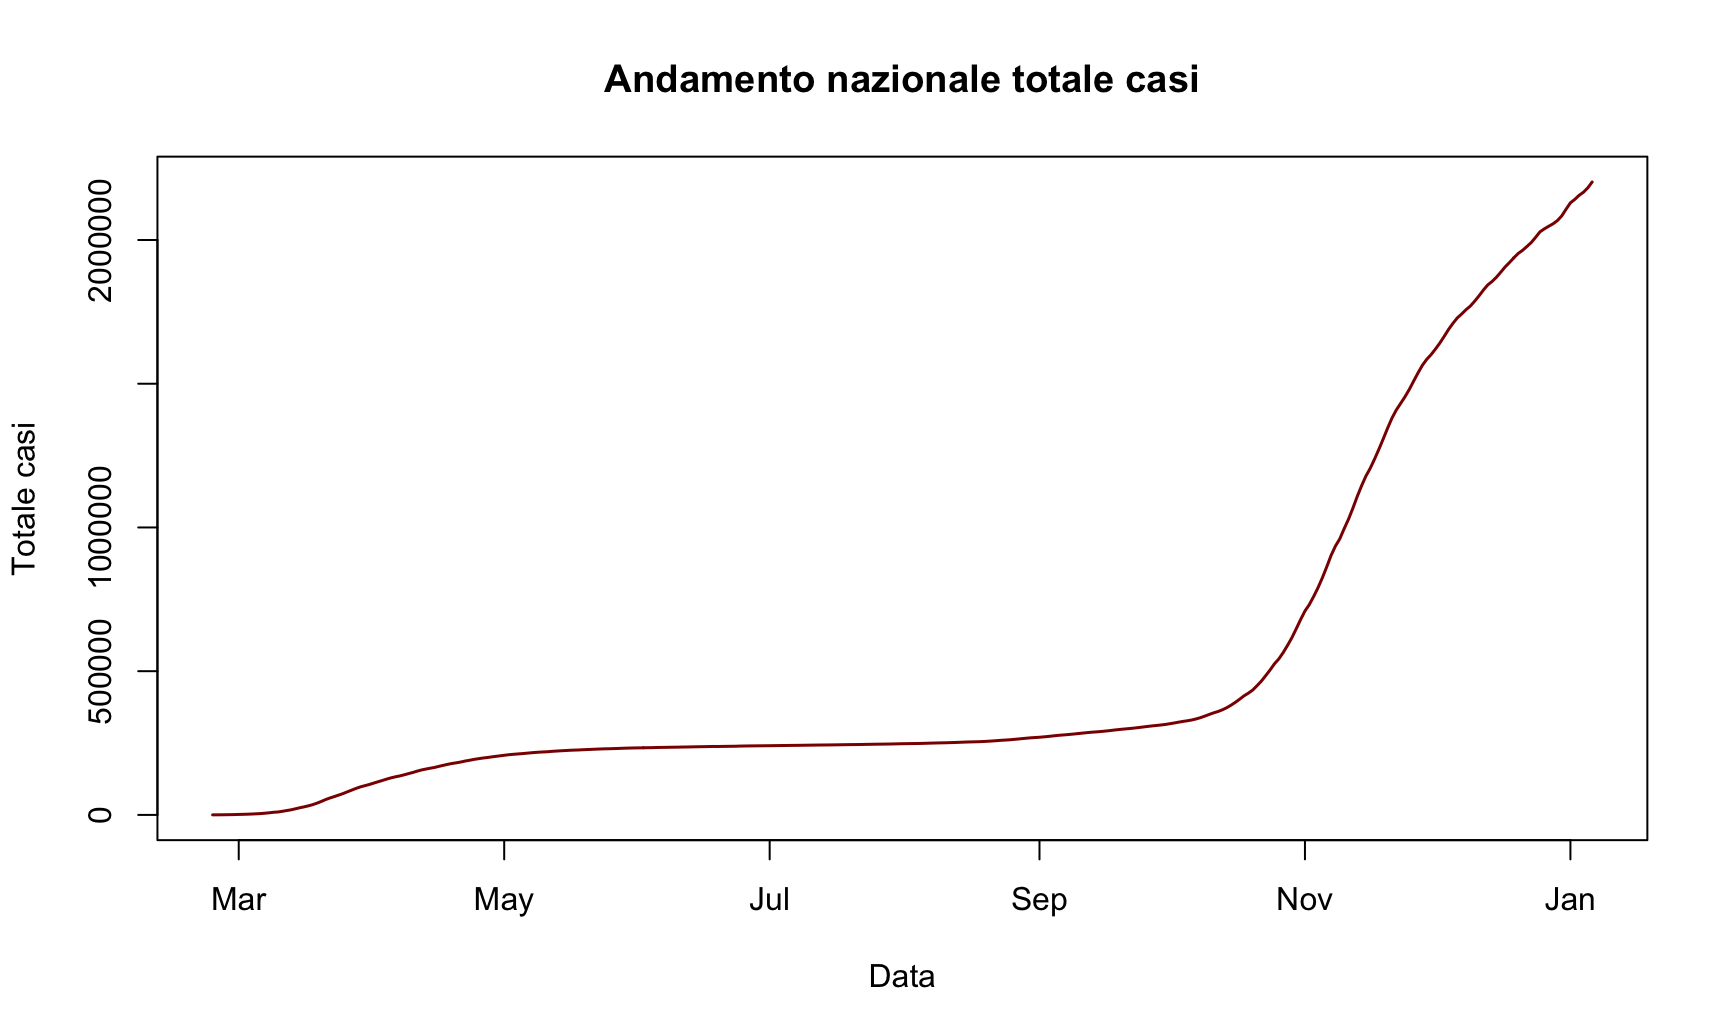 Andamento nazionale totale casi
Totale casi
2000000
1000000
500000
0
Mar May Jul Sep Nov Jan
Data